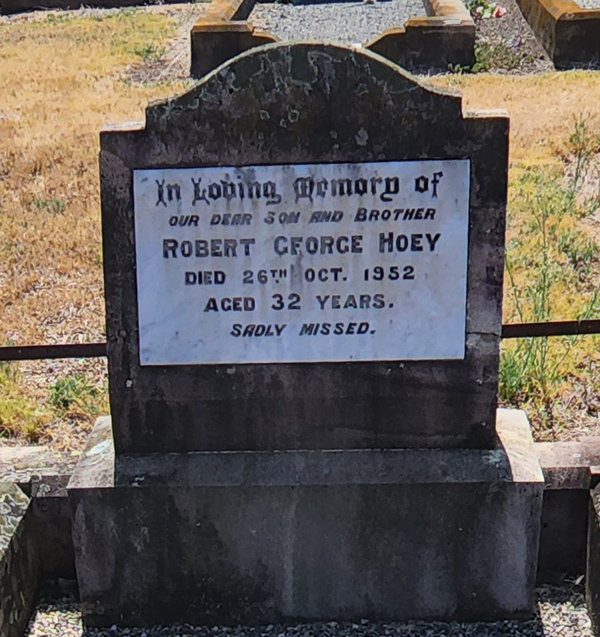 In Loving Memory of
OUR DEAR SON AND BROTHER
ROBERT GEORGE HOEY
DIED 26TH OCT. 1952
AGED 32 YEARS.
SADLY MISSED.